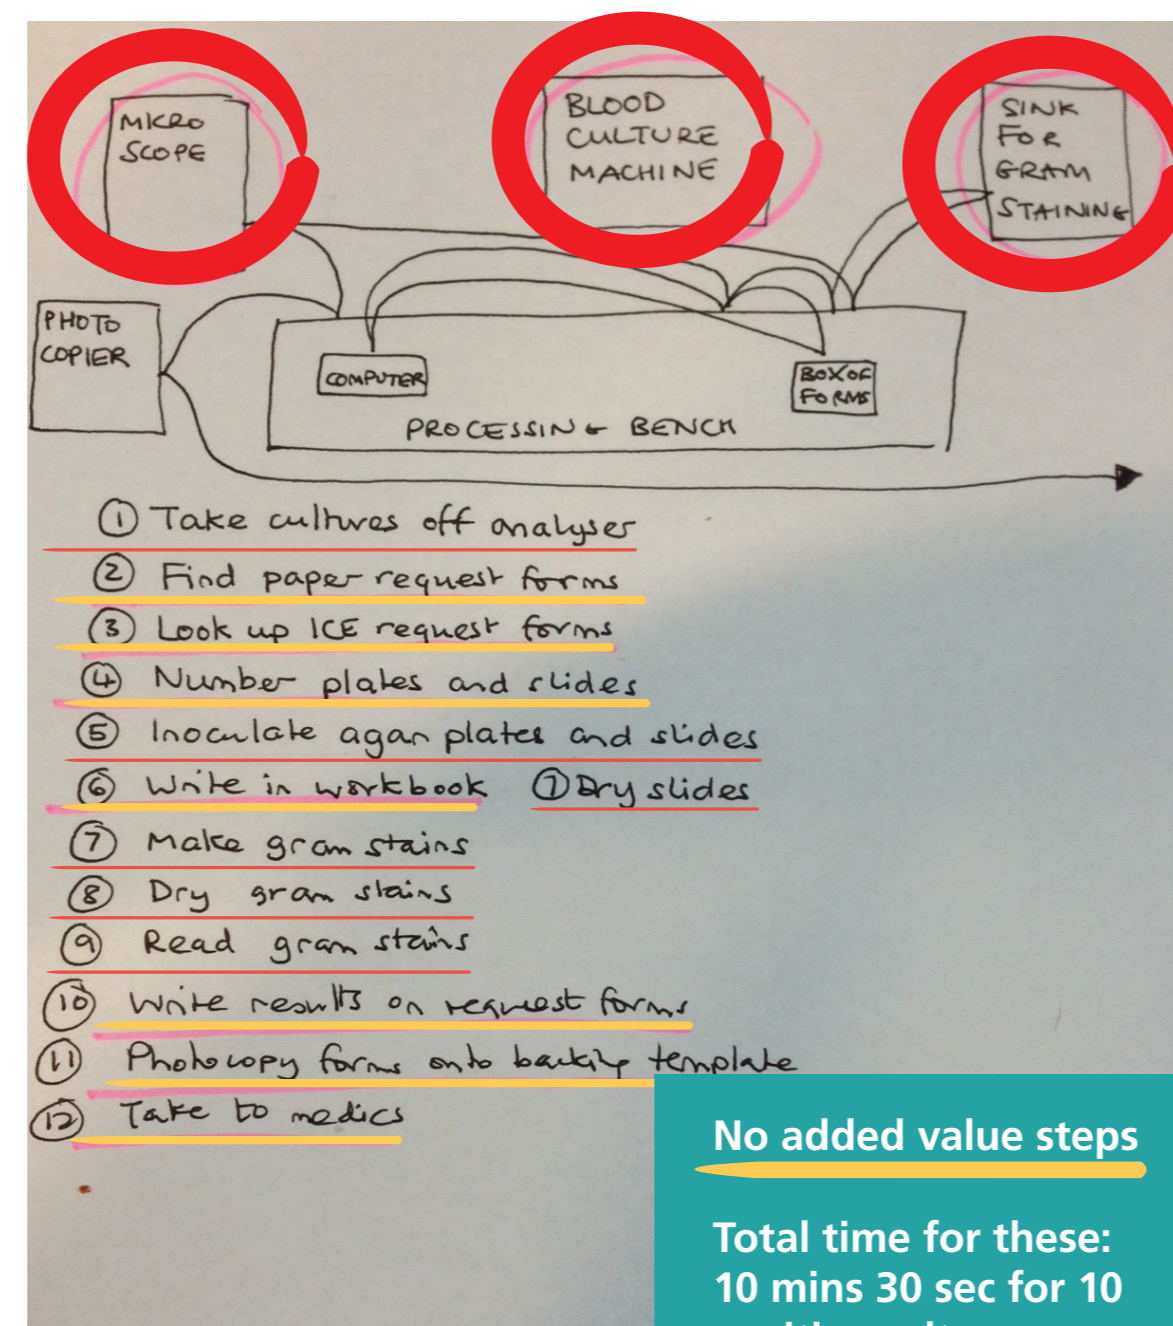 MICRO
SCOPE
BLOOD
CULTURE
MACHINE
SINK
FOR
GRAM
STAINING
PHOTO
COPIER
COMPUTER
BOX OF
FORMS
PROCESSING BENCH
① Take cultures off analyser
② Find paper request forms
③ Look up ICE request forms
④ Number plates and slides
⑤ Inoculate agar plates and slides
⑥ Write in workbook ⑦ Dry slides
⑦ Make gram stains
⑧ Dry gram stains
⑨ Read gram stains
⑩ Write results on request forms
⑪ Photocopy forms onto backing template
⑫ Take to medics
No added value steps
Total time for these:
10 mins 30 sec for 10